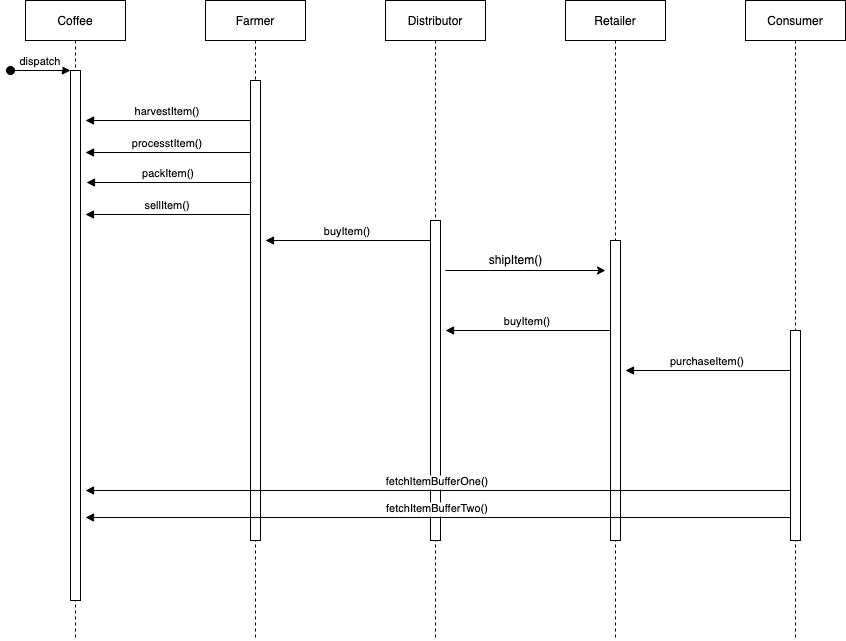 Coffee
Farmer
Distributor
Retailer
Consumer
dispatch
harvestItem()
processtItem()
packItem()
sellItem()
buyItem()
shipItem()
buyItem()
purchaseItem()
fetchItemBufferOne()
fetchItemBufferTwo()